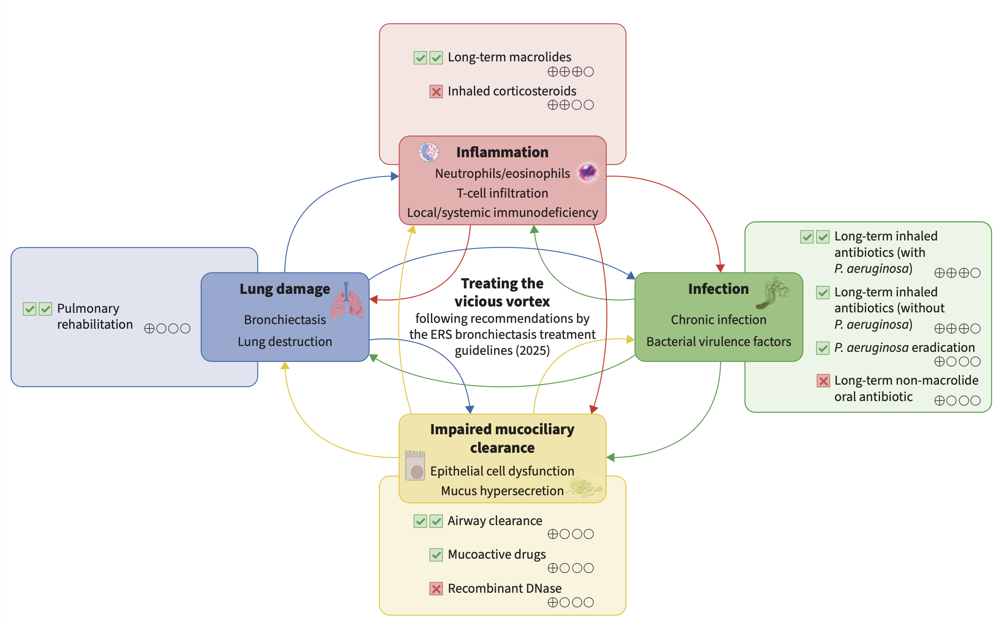 Long-term macrolides
Inhaled corticosteroids
Inflammation
Neutrophils/eosinophils
T-cell infiltration
Local/systemic immunodeficiency
Pulmonary
rehabilitation
Lung damage
Bronchiectasis
Lung destruction
Treating the
vicious vortex
following recommendations by
the ERS bronchiectasis treatment
guidelines (2025)
Infection
Chronic infection
Bacterial virulence factors
Long-term inhaled
antibiotics (with
P. aeruginosa)
Long-term inhaled
antibiotics (without
P. aeruginosa)
P. aeruginosa eradication
Long-term non-macrolide
oral antibiotic
Impaired mucociliary
clearance
Epithelial cell dysfunction
Mucus hypersecretion
Airway clearance
Mucoactive drugs
Recombinant DNase